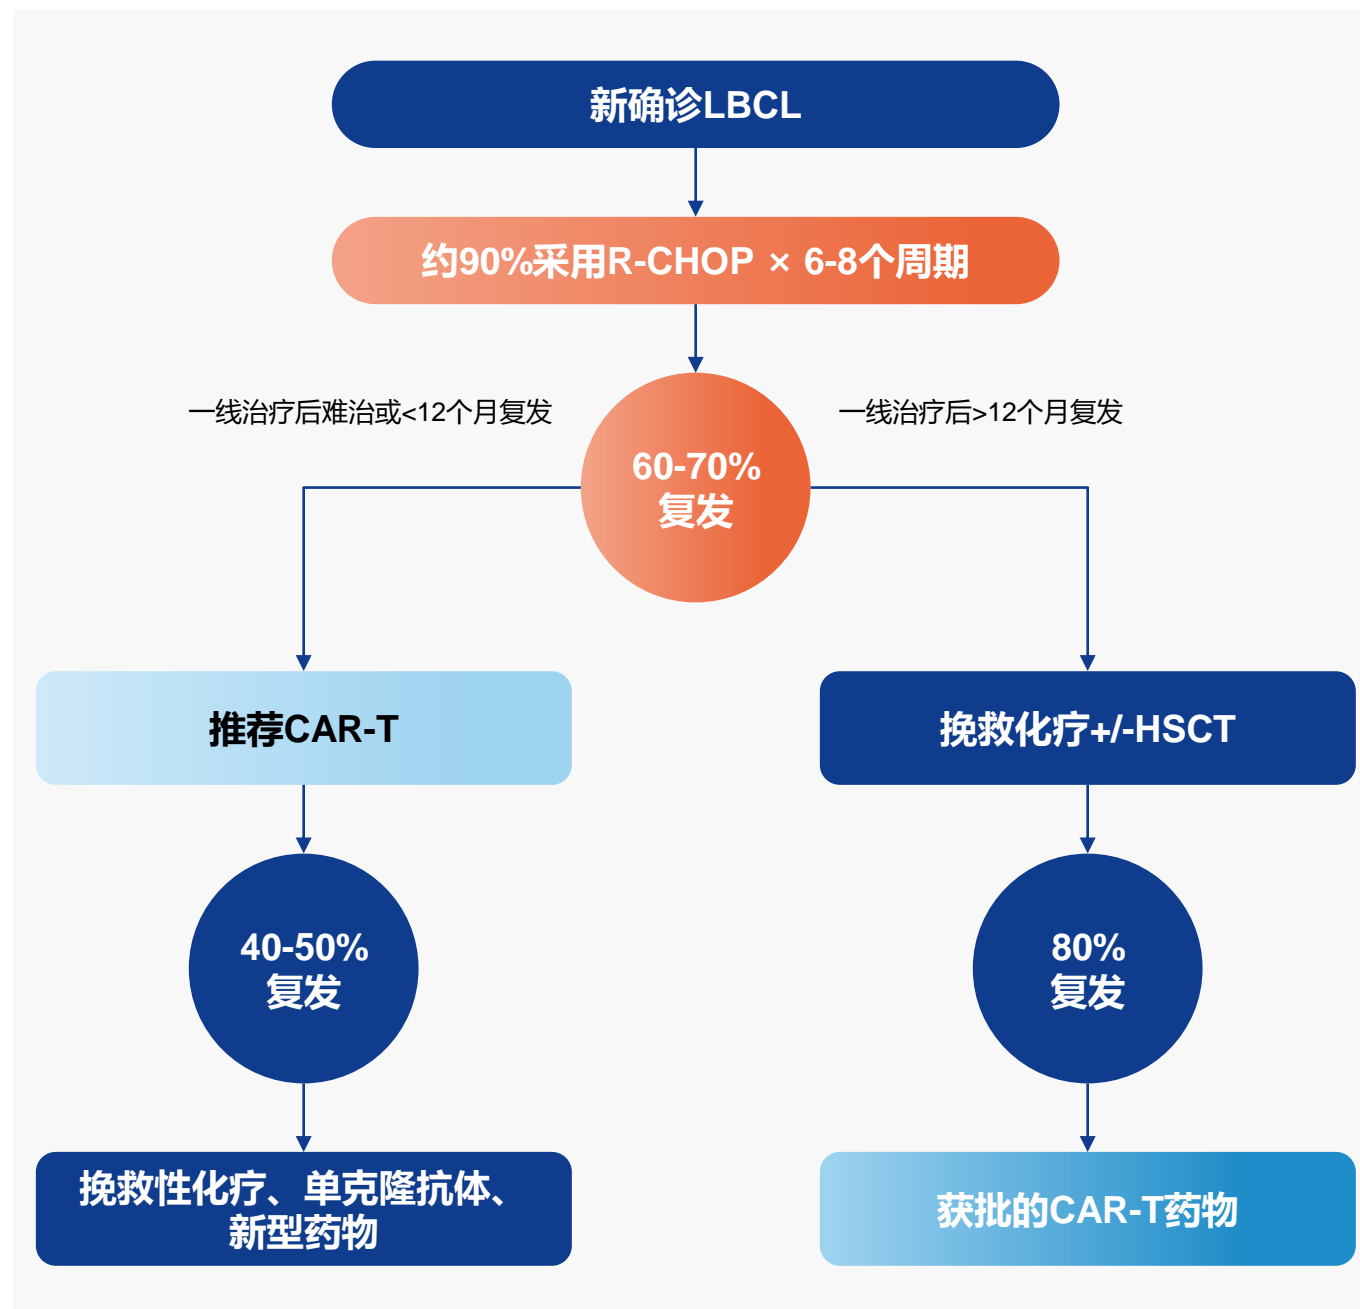 新确诊LBCL
约90%采用R-CHOP × 6-8个周期
一线治疗后难治或<12个月复发
一线治疗后>12个月复发
60-70%
复发
推荐CAR-T
挽救化疗+/-HSCT
40-50%
复发
80%
复发
挽救性化疗、单克隆抗体、
新型药物
获批的CAR-T药物